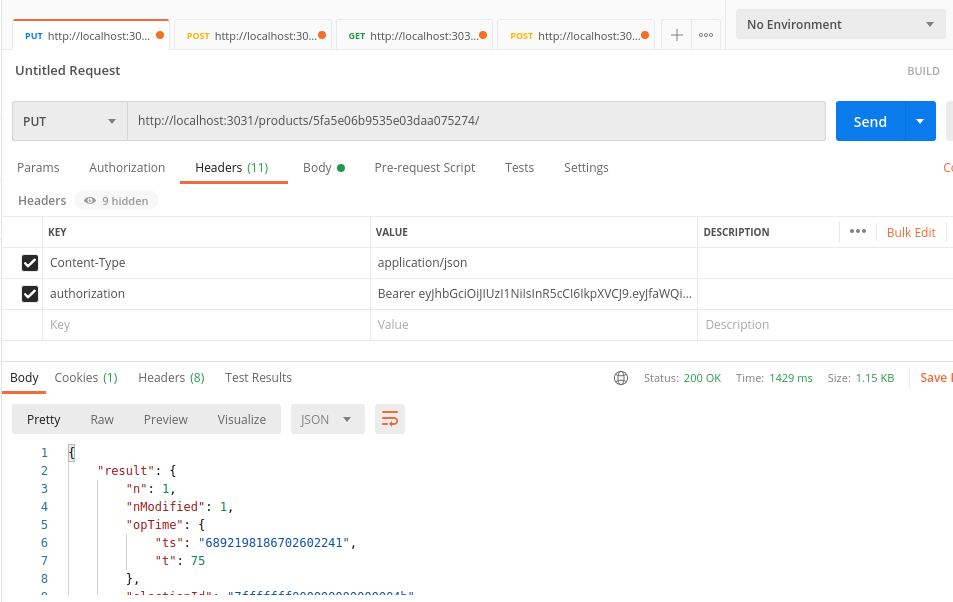 PUT http://localhost:30... POST http://localhost:30... GET http://localhost:303... POST http://localhost:30... No Environment
Untitled Request BUILD
PUT http://localhost:3031/products/5fa5e06b9535e03daa075274/ Send
Params Authorization Headers (11) Body Pre-request Script Tests Settings
Headers 9 hidden
KEY VALUE DESCRIPTION Bulk Edit
Content-Type application/json
authorization Bearer eyJhbGciOiJIUzI1NiIsInR5cCI6IkpXVCJ9.eyJfaWQi...
Key Value Description
Body Cookies (1) Headers (8) Test Results Status: 200 OK Time: 1429 ms Size: 1.15 KB Save
Pretty Raw Preview Visualize JSON
1 {
2 "result": {
3 "n": 1,
4 "nModified": 1,
5 "opTime": {
6 "ts": "6892198186702602241",
7 "t": 75
8 },